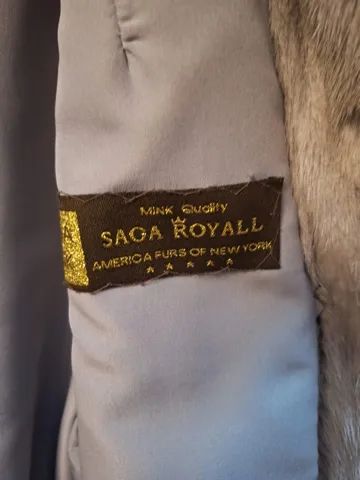 Mink Quality
SAGA ROYALL
AMERICA FURS OF NEW YORK